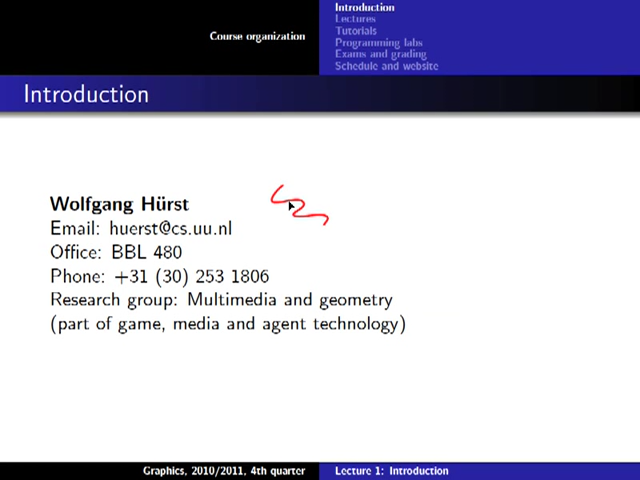 Course organization
Introduction
Lectures
Tutorials
Programming labs
Exams and grading
Schedule and website
Introduction
Wolfgang Hürst
Email: huerst@cs.uu.nl
Office: BBL 480
Phone: +31 (30) 253 1806
Research group: Multimedia and geometry
(part of game, media and agent technology)
Graphics, 2010/2011, 4th quarter
Lecture 1: Introduction